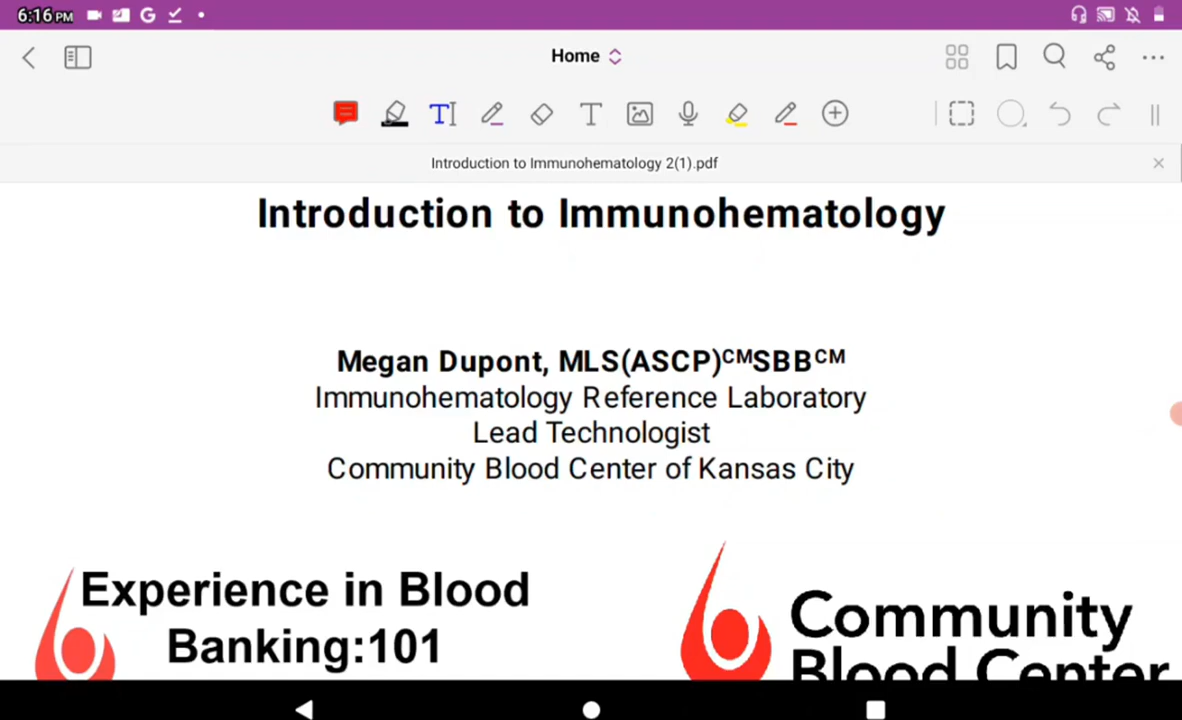 6:16 PM
Home
Introduction to Immunohematology 2(1).pdf
Introduction to Immunohematology
Megan Dupont, MLS(ASCP)ᶜᴹSBBᶜᴹ
Immunohematology Reference Laboratory
Lead Technologist
Community Blood Center of Kansas City
Experience in Blood
Banking:101
Community
Blood Center